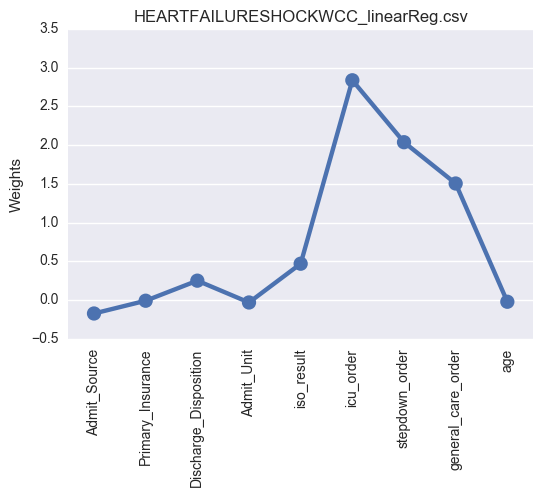 HEARTFAILURESHOCKWCC_linearReg.csv
3.5
3.0
2.5
2.0
1.5
1.0
0.5
0.0
−0.5
Weights
Admit_Source
Primary_Insurance
Discharge_Disposition
Admit_Unit
iso_result
icu_order
stepdown_order
general_care_order
age